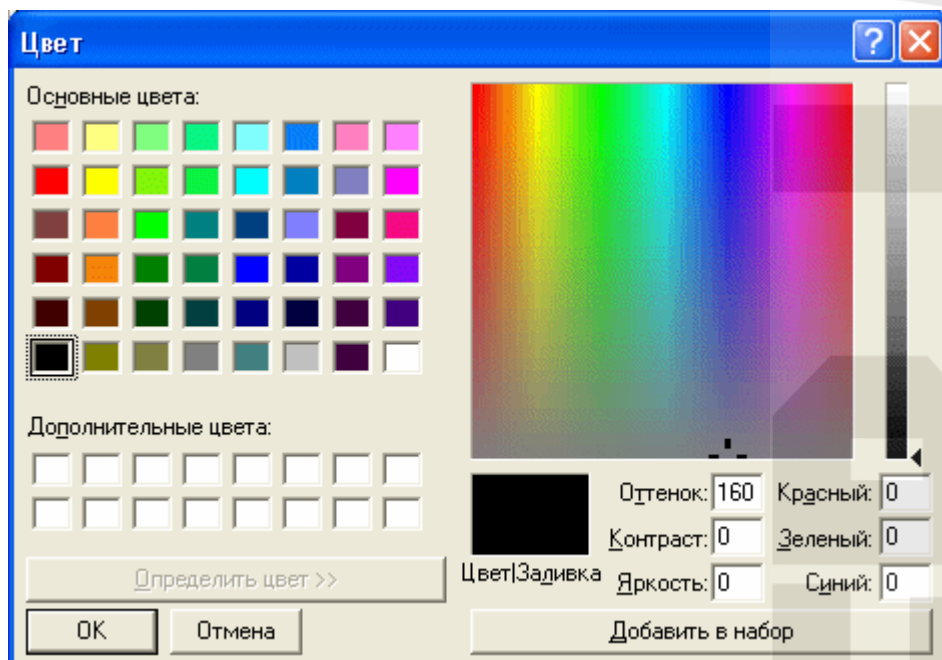 Цвет
Основные цвета:
Дополнительные цвета:
Определить цвет >>
OK Отмена
Цвет|Заливка
Оттенок: 160 Красный: 0
Контраст: 0 Зеленый: 0
Яркость: 0 Синий: 0
Добавить в набор